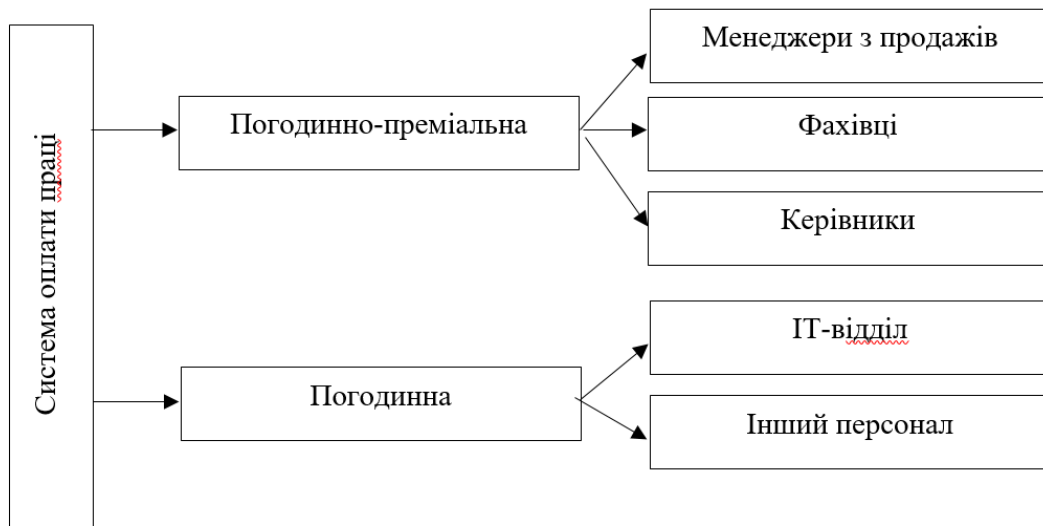 Система оплати праці
Погодинно-преміальна
Менеджери з продажів
Фахівці
Керівники
Погодинна
ІТ-відділ
Інший персонал